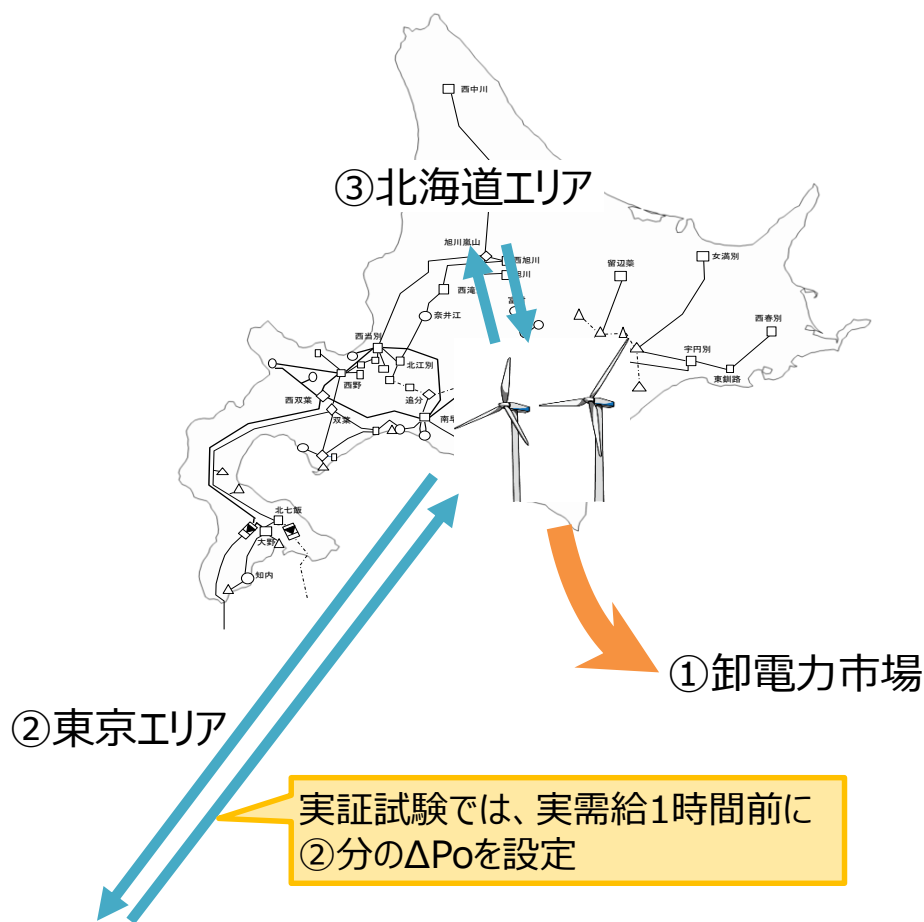 西中川
③北海道エリア
旭川嵐山
西旭川
旭川
女満別
留辺蘂
奈井江
西春別
西当別
北江別
宇円別
東釧路
西野
追分
西双葉
双葉
北七飯
大野
知内
①卸電力市場
②東京エリア
実証試験では、実需給1時間前に
②分のΔPoを設定